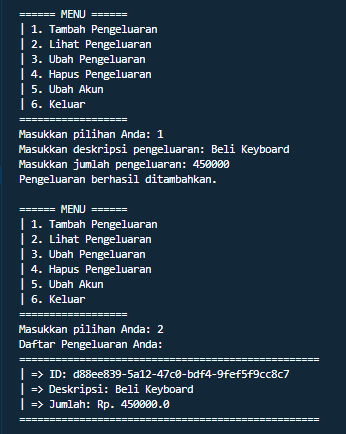 ====== MENU ======
| 1. Tambah Pengeluaran
| 2. Lihat Pengeluaran
| 3. Ubah Pengeluaran
| 4. Hapus Pengeluaran
| 5. Ubah Akun
| 6. Keluar
==================
Masukkan pilihan Anda: 1
Masukkan deskripsi pengeluaran: Beli Keyboard
Masukkan jumlah pengeluaran: 450000
Pengeluaran berhasil ditambahkan.

====== MENU ======
| 1. Tambah Pengeluaran
| 2. Lihat Pengeluaran
| 3. Ubah Pengeluaran
| 4. Hapus Pengeluaran
| 5. Ubah Akun
| 6. Keluar
==================
Masukkan pilihan Anda: 2
Daftar Pengeluaran Anda:
==================================================
| => ID: d88ee839-5a12-47c0-bdf4-9fef5f9cc8c7
| => Deskripsi: Beli Keyboard
| => Jumlah: Rp. 450000.0
==================================================